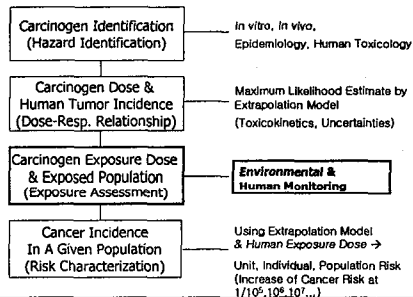 Carcinogen Identification
(Hazard Identification)
In vitro, In vivo,
Epidemiology, Human Toxicology
Carcinogen Dose &
Human Tumor Incidence
(Dose-Resp. Relationship)
Maximum Likelihood Estimate by
Extrapolation Model
(Toxicokinetics, Uncertainties)
Carcinogen Exposure Dose
& Exposed Population
(Exposure Assessment)
Environmental &
Human Monitoring
Cancer Incidence
In A Given Population
(Risk Characterization)
Using Extrapolation Model
& Human Exposure Dose →
Unit, Individual, Population Risk
(Increase of Cancer Risk at
1/10⁵,10⁶,10⁷...)